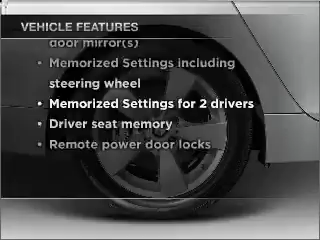 VEHICLE FEATURES
door mirror(s)
• Memorized Settings including
steering wheel
• Memorized Settings for 2 drivers
• Driver seat memory
• Remote power door locks